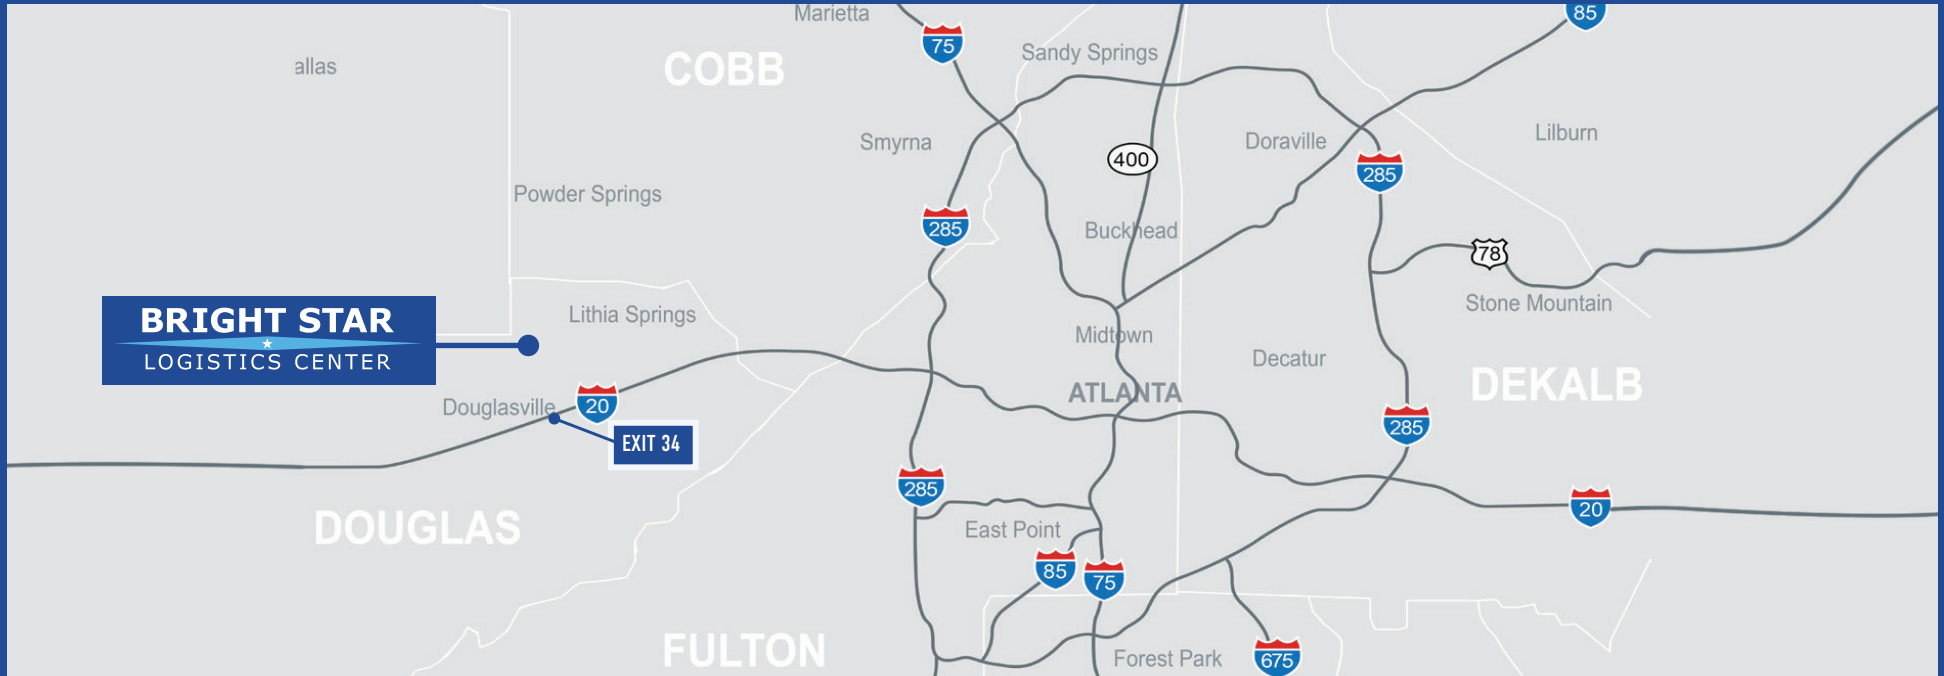 Marietta
85
75
Sandy Springs
COBB
allas
Smyrna
400
Doraville
Lilburn
285
Powder Springs
285
Buckhead
78
Stone Mountain
BRIGHT STAR
LOGISTICS CENTER
Lithia Springs
Midtown
Decatur
DEKALB
ATLANTA
Douglasville
20
285
EXIT 34
285
20
DOUGLAS
East Point
85
75
FULTON
Forest Park
675